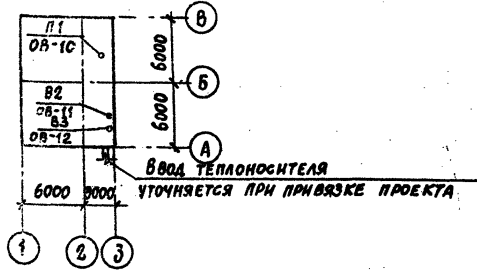 П1
ОВ-10
В
6000
Б
В2
ОВ-11
В3
ОВ-12
6000
А
ВВОД ТЕПЛОНОСИТЕЛЯ
УТОЧНЯЕТСЯ ПРИ ПРИВЯЗКЕ ПРОЕКТА
6000 3000
1 2 3